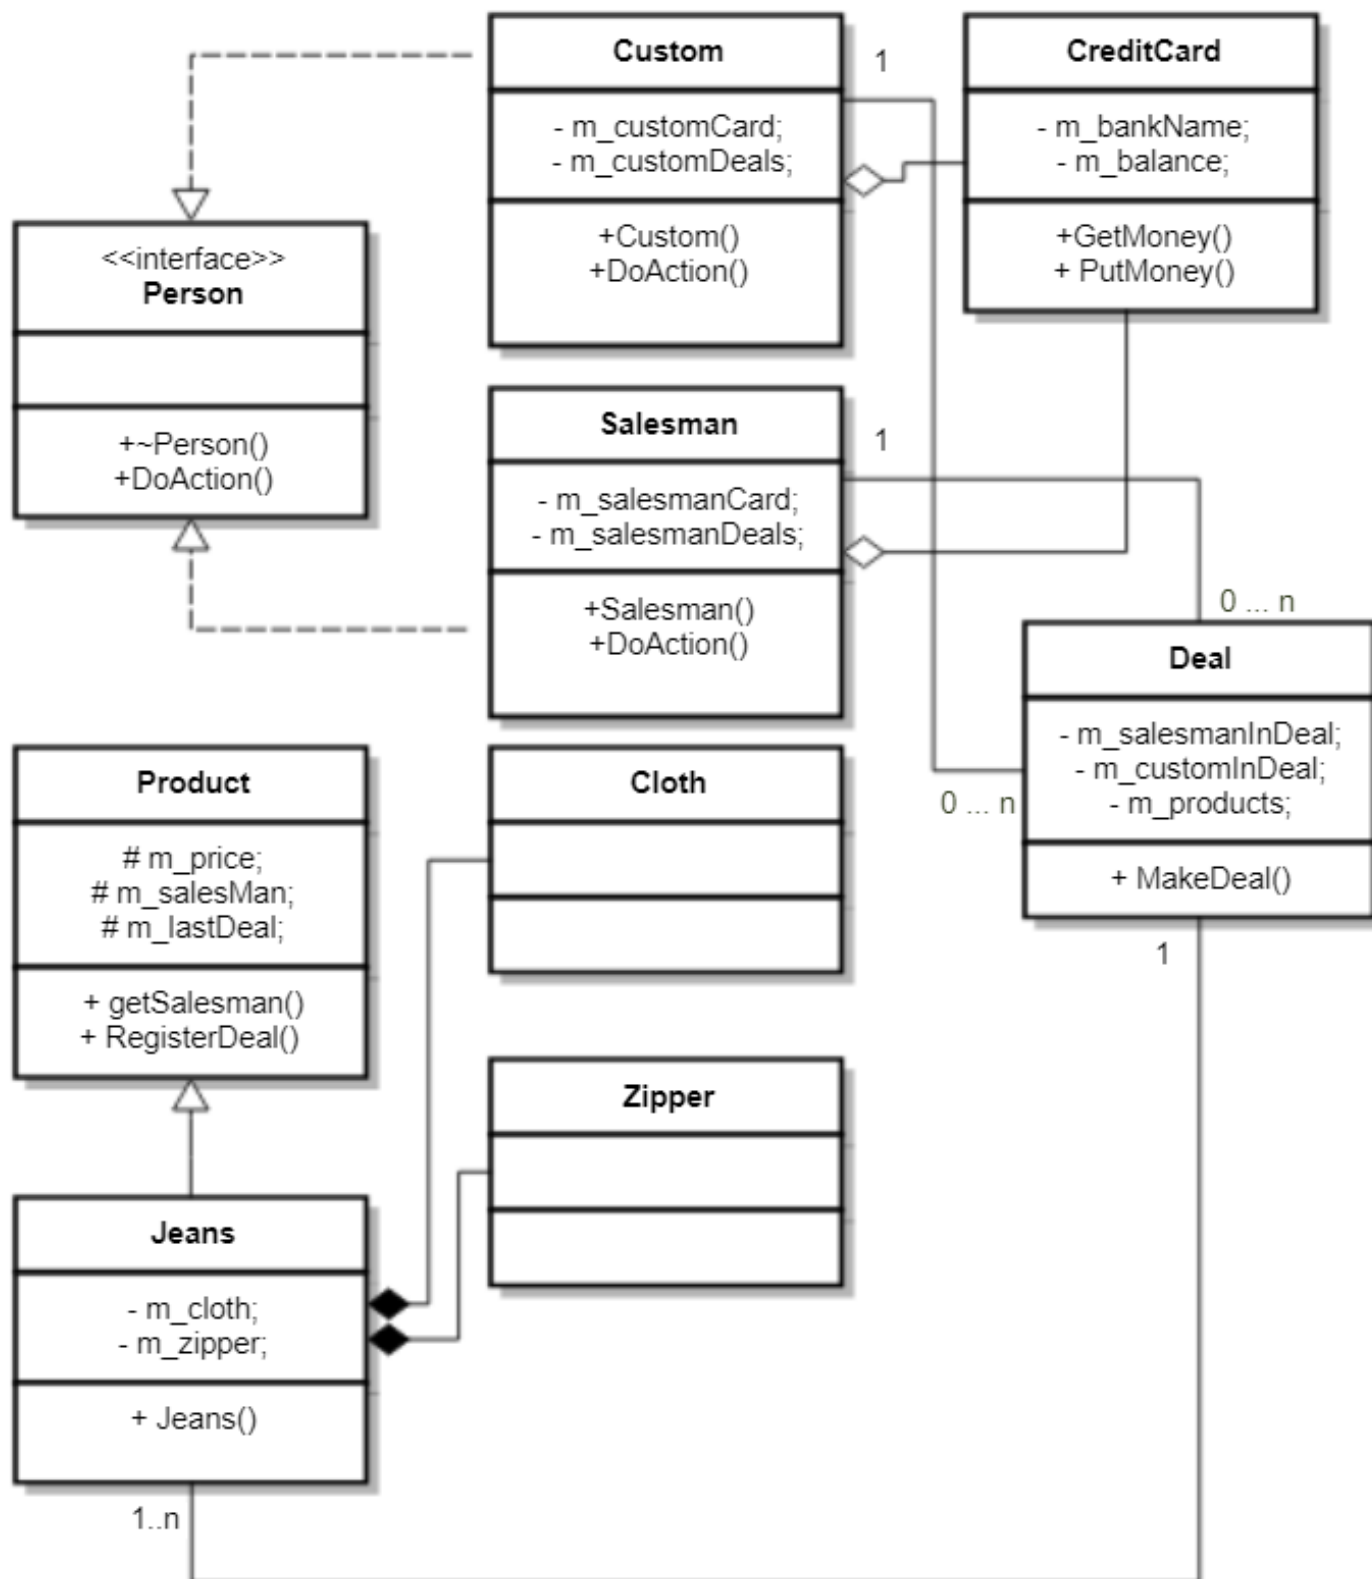 Custom
- m_customCard;
- m_customDeals;
+Custom()
+DoAction()
1
CreditCard
- m_bankName;
- m_balance;
+GetMoney()
+ PutMoney()
<<interface>>
Person
+~Person()
+DoAction()
Salesman
- m_salesmanCard;
- m_salesmanDeals;
+Salesman()
+DoAction()
1
0 ... n
Deal
- m_salesmanInDeal;
- m_customInDeal;
- m_products;
+ MakeDeal()
0 ... n
1
Product
# m_price;
# m_salesMan;
# m_lastDeal;
+ getSalesman()
+ RegisterDeal()
Cloth
Zipper
Jeans
- m_cloth;
- m_zipper;
+ Jeans()
1..n